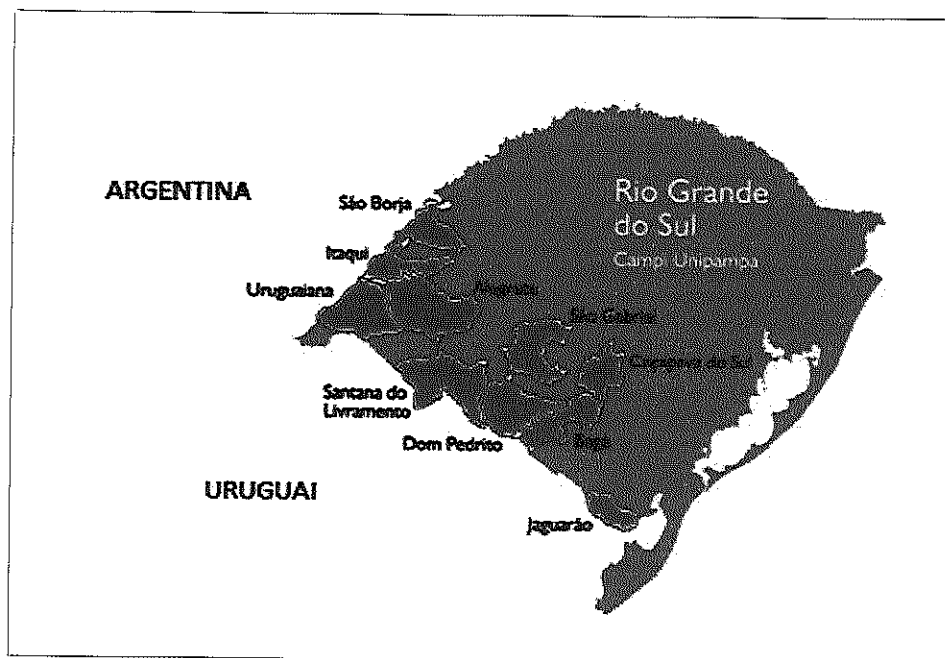 ARGENTINA
Rio Grande
do Sul
Campi Unipampa
São Borja
Itaqui
Uruguaiana
Alegrete
São Gabriel
Caçapava do Sul
Santana do
Livramento
Dom Pedrito
Bagé
URUGUAI
Jaguarão